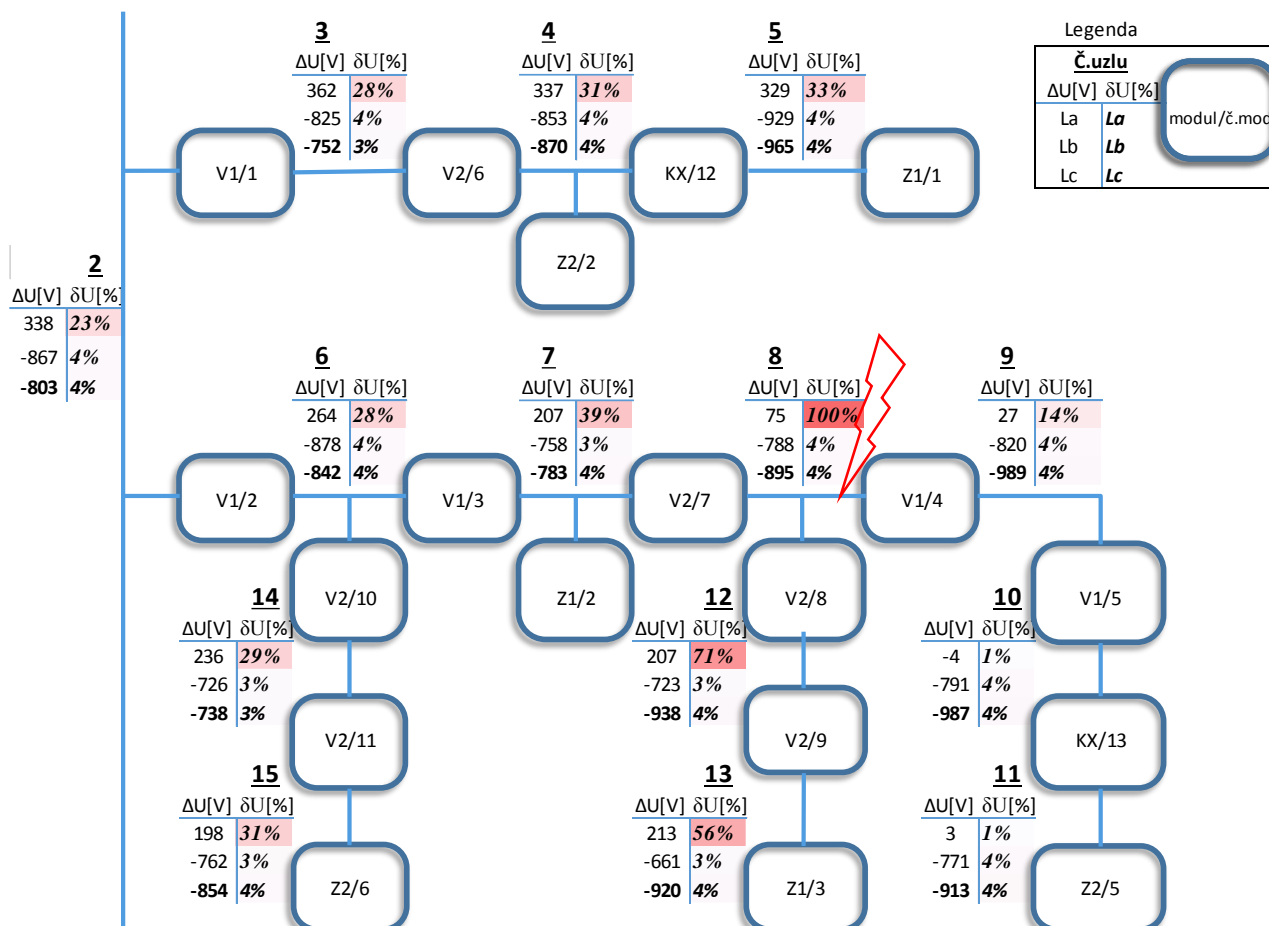 3
ΔU[V] δU[%]
362 28%
-825 4%
-752 3%
4
ΔU[V] δU[%]
337 31%
-853 4%
-870 4%
5
ΔU[V] δU[%]
329 33%
-929 4%
-965 4%
Legenda
Č.uzlu
ΔU[V] δU[%]
La La
Lb Lb
Lc Lc
modul/č.mod
V1/1
V2/6
KX/12
Z1/1
Z2/2
2
ΔU[V] δU[%]
338 23%
-867 4%
-803 4%
6
ΔU[V] δU[%]
264 28%
-878 4%
-842 4%
7
ΔU[V] δU[%]
207 39%
-758 3%
-783 4%
8
ΔU[V] δU[%]
75 100%
-788 4%
-895 4%
9
ΔU[V] δU[%]
27 14%
-820 4%
-989 4%
V1/2
V1/3
V2/7
V1/4
V2/10
Z1/2
V2/8
V1/5
14
ΔU[V] δU[%]
236 29%
-726 3%
-738 3%
12
ΔU[V] δU[%]
207 71%
-723 3%
-938 4%
10
ΔU[V] δU[%]
-4 1%
-791 4%
-987 4%
V2/11
V2/9
KX/13
15
ΔU[V] δU[%]
198 31%
-762 3%
-854 4%
13
ΔU[V] δU[%]
213 56%
-661 3%
-920 4%
11
ΔU[V] δU[%]
3 1%
-771 4%
-913 4%
Z2/6
Z1/3
Z2/5